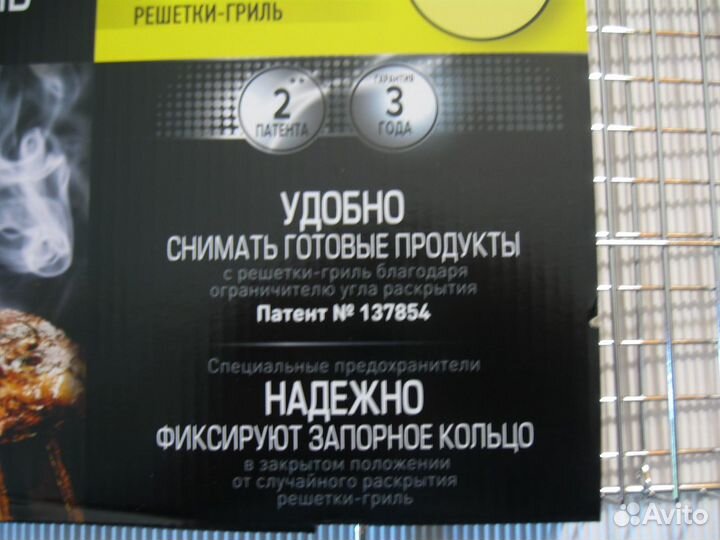 РЕШЕТКИ-ГРИЛЬ
2**
ПАТЕНТА
ГАРАНТИЯ
3
ГОДА
УДОБНО
СНИМАТЬ ГОТОВЫЕ ПРОДУКТЫ
с решетки-гриль благодаря
ограничителю угла раскрытия
Патент № 137854
Специальные предохранители
НАДЕЖНО
ФИКСИРУЮТ ЗАПОРНОЕ КОЛЬЦО
в закрытом положении
от случайного раскрытия
решетки-гриль
Avito